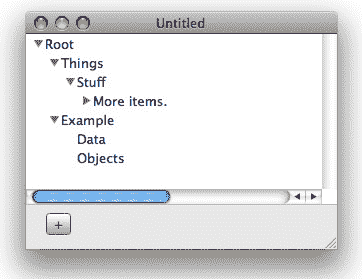 Untitled
Root
Things
Stuff
More items.
Example
Data
Objects
+